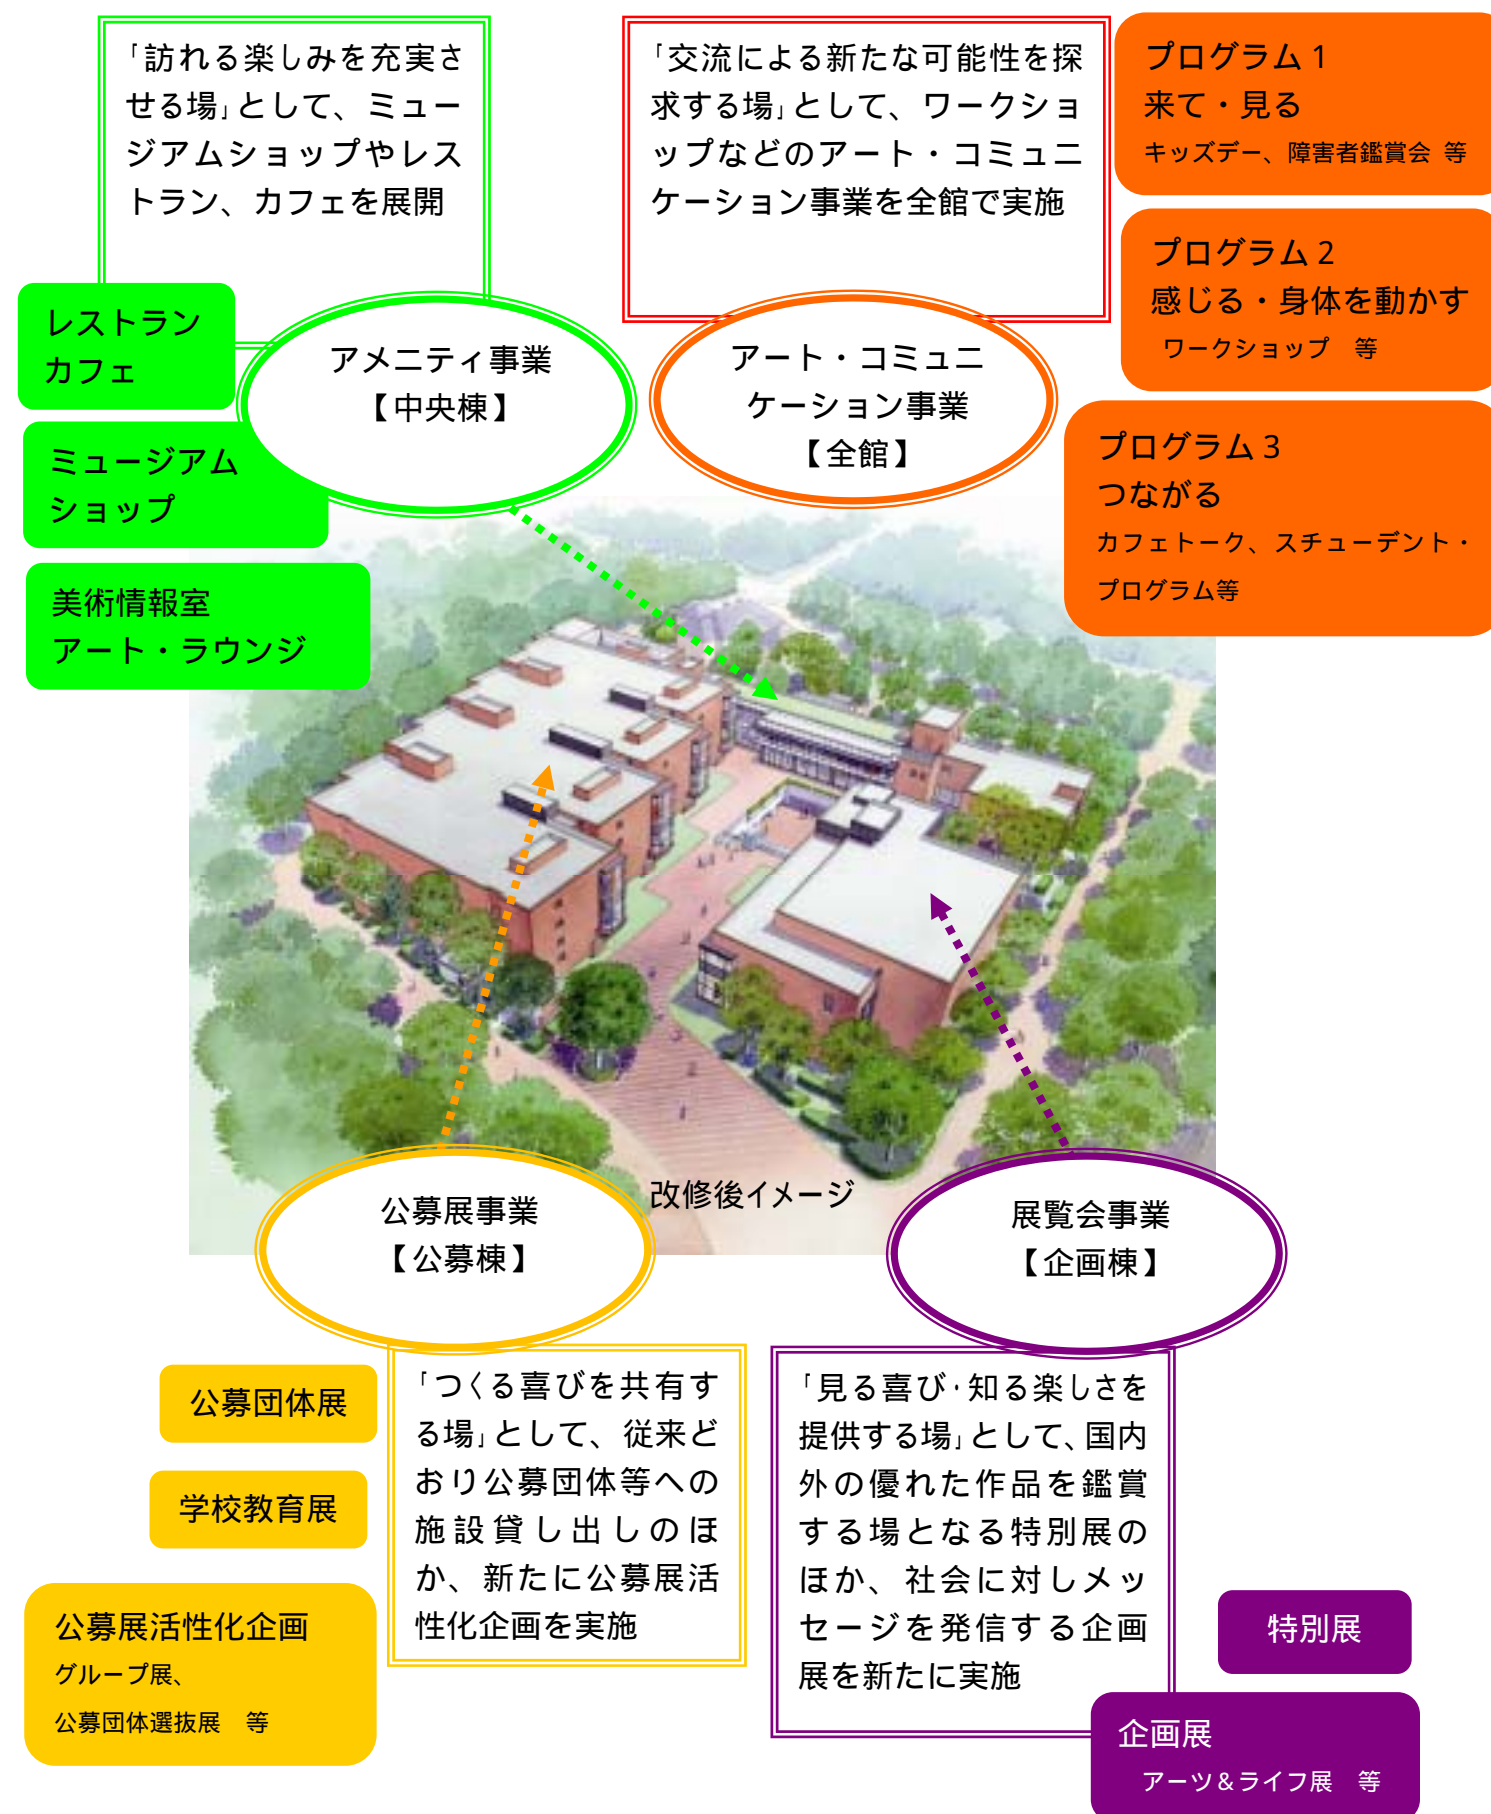 「訪れる楽しみを充実さ
せる場」として、ミュー
ジアムショップやレス
トラン、カフェを展開
「交流による新たな可能性を探
求する場」として、ワークショ
ップなどのアート・コミュニ
ケーション事業を全館で実施
プログラム1
来て・見る
キッズデー、障害者鑑賞会 等
プログラム2
感じる・身体を動かす
ワークショップ 等
プログラム3
つながる
カフェトーク、スチューデント・
プログラム等
レストラン
カフェ
ミュージアム
ショップ
美術情報室
アート・ラウンジ
アメニティ事業
【中央棟】
アート・コミュニ
ケーション事業
【全館】
改修後イメージ
公募展事業
【公募棟】
展覧会事業
【企画棟】
公募団体展
学校教育展
公募展活性化企画
グループ展、
公募団体選抜展 等
「つくる喜びを共有す
る場」として、従来ど
おり公募団体等への
施設貸し出しのほ
か、新たに公募展活
性化企画を実施
「見る喜び・知る楽しさを
提供する場」として、国内
外の優れた作品を鑑賞
する場となる特別展の
ほか、社会に対しメッ
セージを発信する企画
展を新たに実施
特別展
企画展
アーツ&ライフ展 等